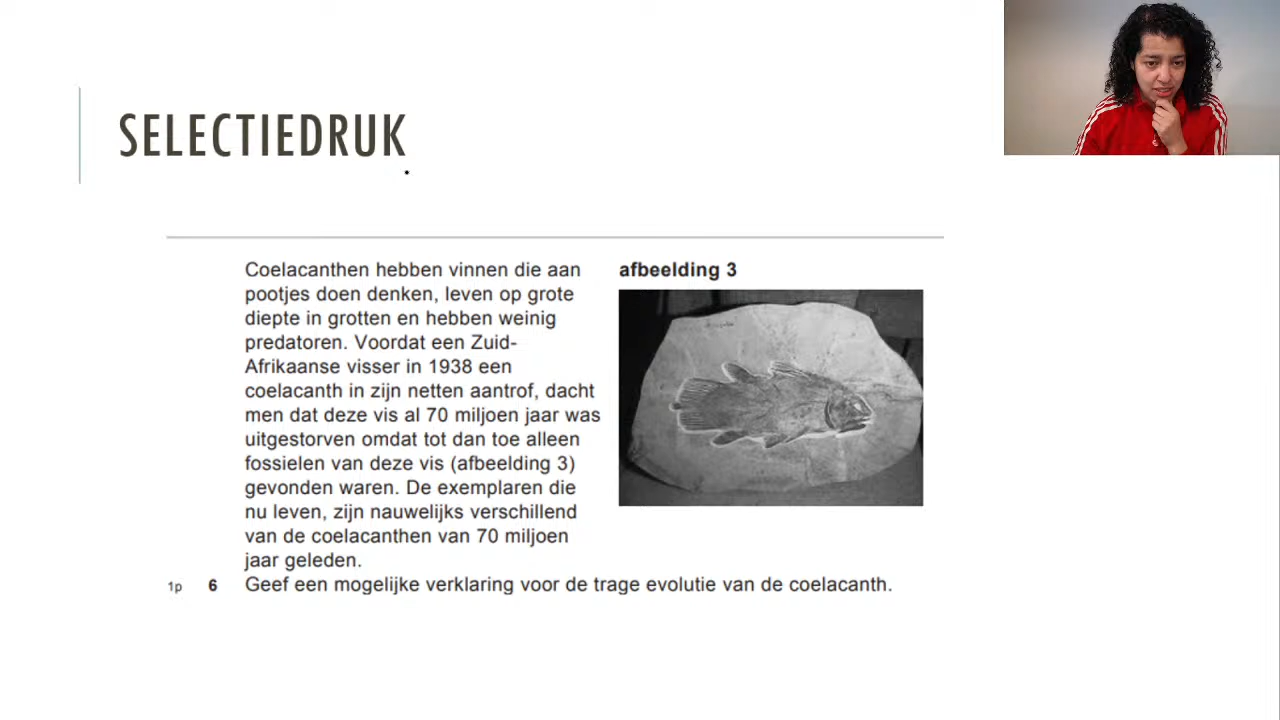 SELECTIEDRUK
Coelacanthen hebben vinnen die aan
pootjes doen denken, leven op grote
diepte in grotten en hebben weinig
predatoren. Voordat een Zuid-
Afrikaanse visser in 1938 een
coelacanth in zijn netten aantrof, dacht
men dat deze vis al 70 miljoen jaar was
uitgestorven omdat tot dan toe alleen
fossielen van deze vis (afbeelding 3)
gevonden waren. De exemplaren die
nu leven, zijn nauwelijks verschillend
van de coelacanthen van 70 miljoen
jaar geleden.
afbeelding 3
1p 6 Geef een mogelijke verklaring voor de trage evolutie van de coelacanth.